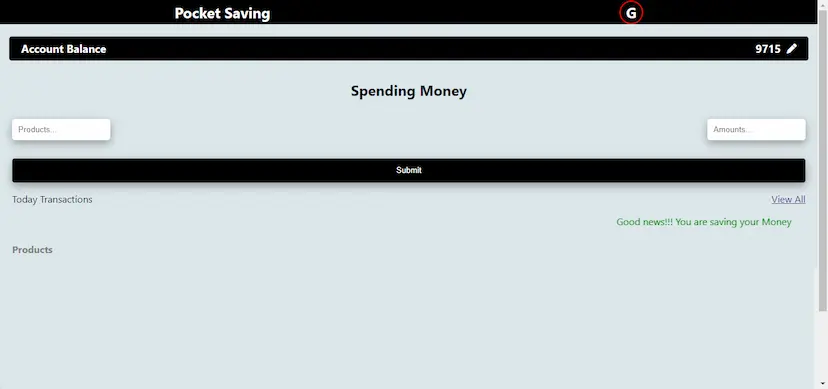 Pocket Saving G
Account Balance 9715
Spending Money
Products... Amounts...
Submit
Today Transactions View All
Good news!!! You are saving your Money
Products